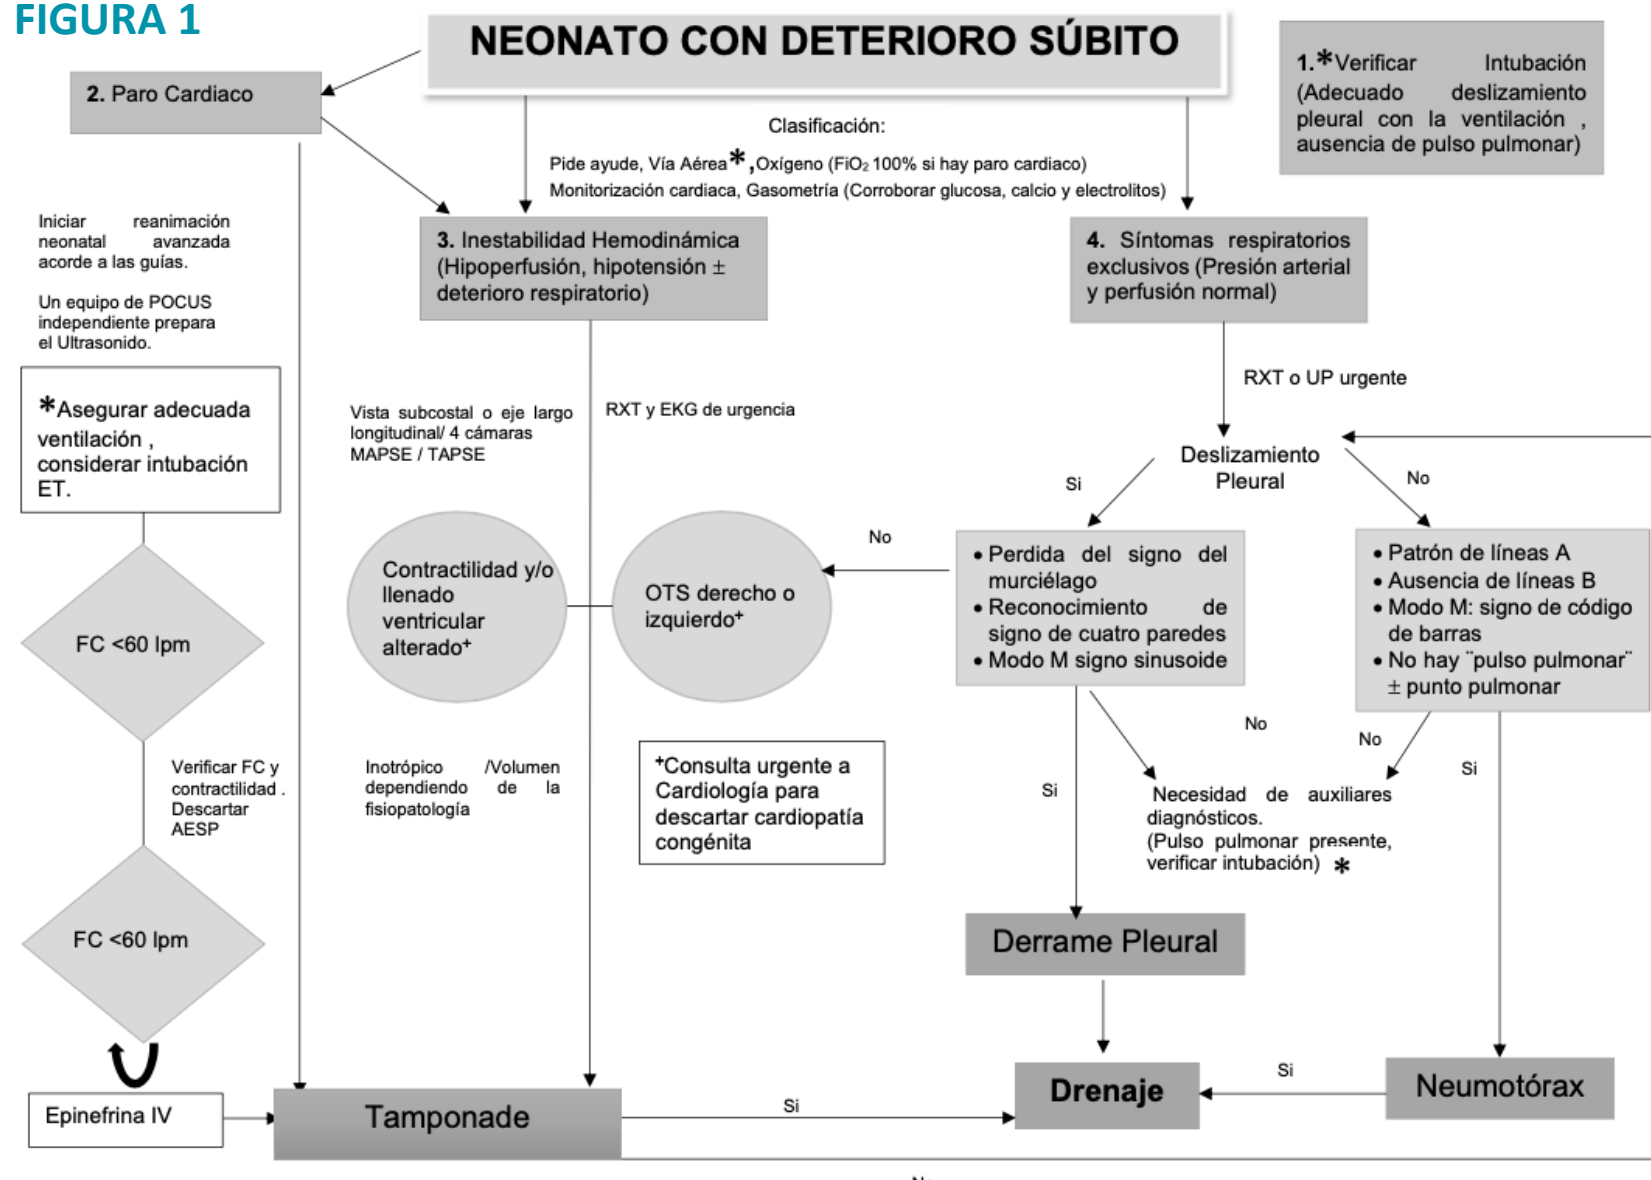 FIGURA 1
NEONATO CON DETERIORO SÚBITO
1.*Verificar Intubación
(Adecuado deslizamiento
pleural con la ventilación ,
ausencia de pulso pulmonar)
2. Paro Cardiaco
Clasificación:
Pide ayude, Vía Aérea*,Oxígeno (FiO₂ 100% si hay paro cardiaco)
Monitorización cardiaca, Gasometría (Corroborar glucosa, calcio y electrolitos)
Iniciar reanimación
neonatal avanzada
acorde a las guías.
Un equipo de POCUS
independiente prepara
el Ultrasonido.
3. Inestabilidad Hemodinámica
(Hipoperfusión, hipotensión ±
deterioro respiratorio)
4. Síntomas respiratorios
exclusivos (Presión arterial
y perfusión normal)
RXT o UP urgente
*Asegurar adecuada
ventilación ,
considerar intubación
ET.
Vista subcostal o eje largo
longitudinal/ 4 cámaras
MAPSE / TAPSE
RXT y EKG de urgencia
Deslizamiento
Pleural
Si
No
No
FC <60 lpm
Contractilidad y/o
llenado
ventricular
alterado⁺
OTS derecho o
izquierdo⁺
• Perdida del signo del
murciélago
• Reconocimiento de
signo de cuatro paredes
• Modo M signo sinusoide
• Patrón de líneas A
• Ausencia de líneas B
• Modo M: signo de código
de barras
• No hay ¨pulso pulmonar¨
± punto pulmonar
Verificar FC y
contractilidad .
Descartar
AESP
Inotrópico /Volumen
dependiendo de la
fisiopatología
⁺Consulta urgente a
Cardiología para
descartar cardiopatía
congénita
Si
No
No
Si
Necesidad de auxiliares
diagnósticos.
(Pulso pulmonar presente,
verificar intubación) *
FC <60 lpm
Derrame Pleural
Epinefrina IV
Tamponade
Si
Drenaje
Si
Neumotórax